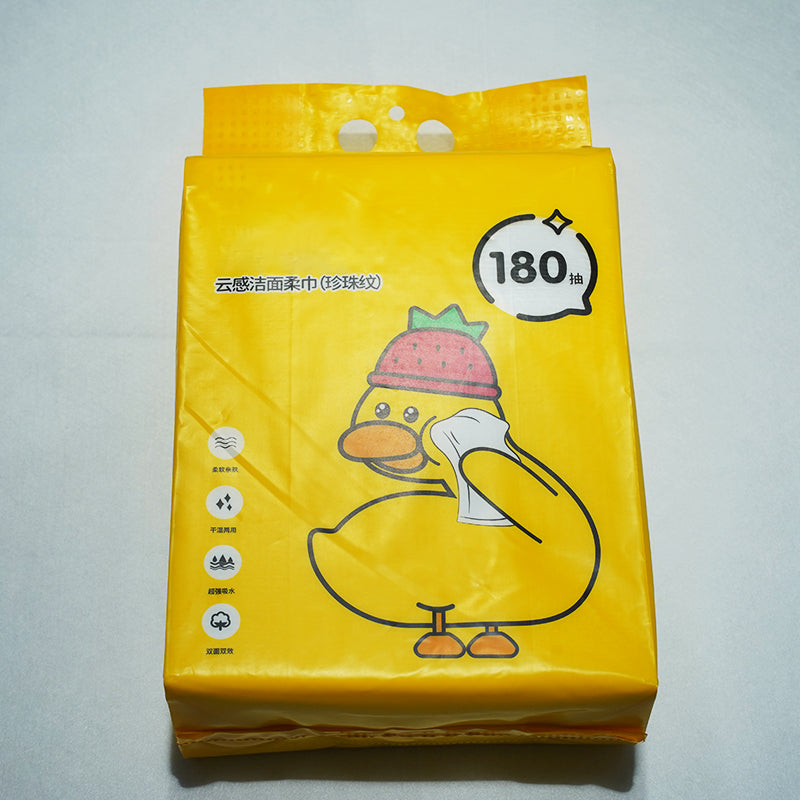 180抽
云感洁面柔巾(珍珠纹)
柔软亲肤
干湿两用
超强吸水
双面双效